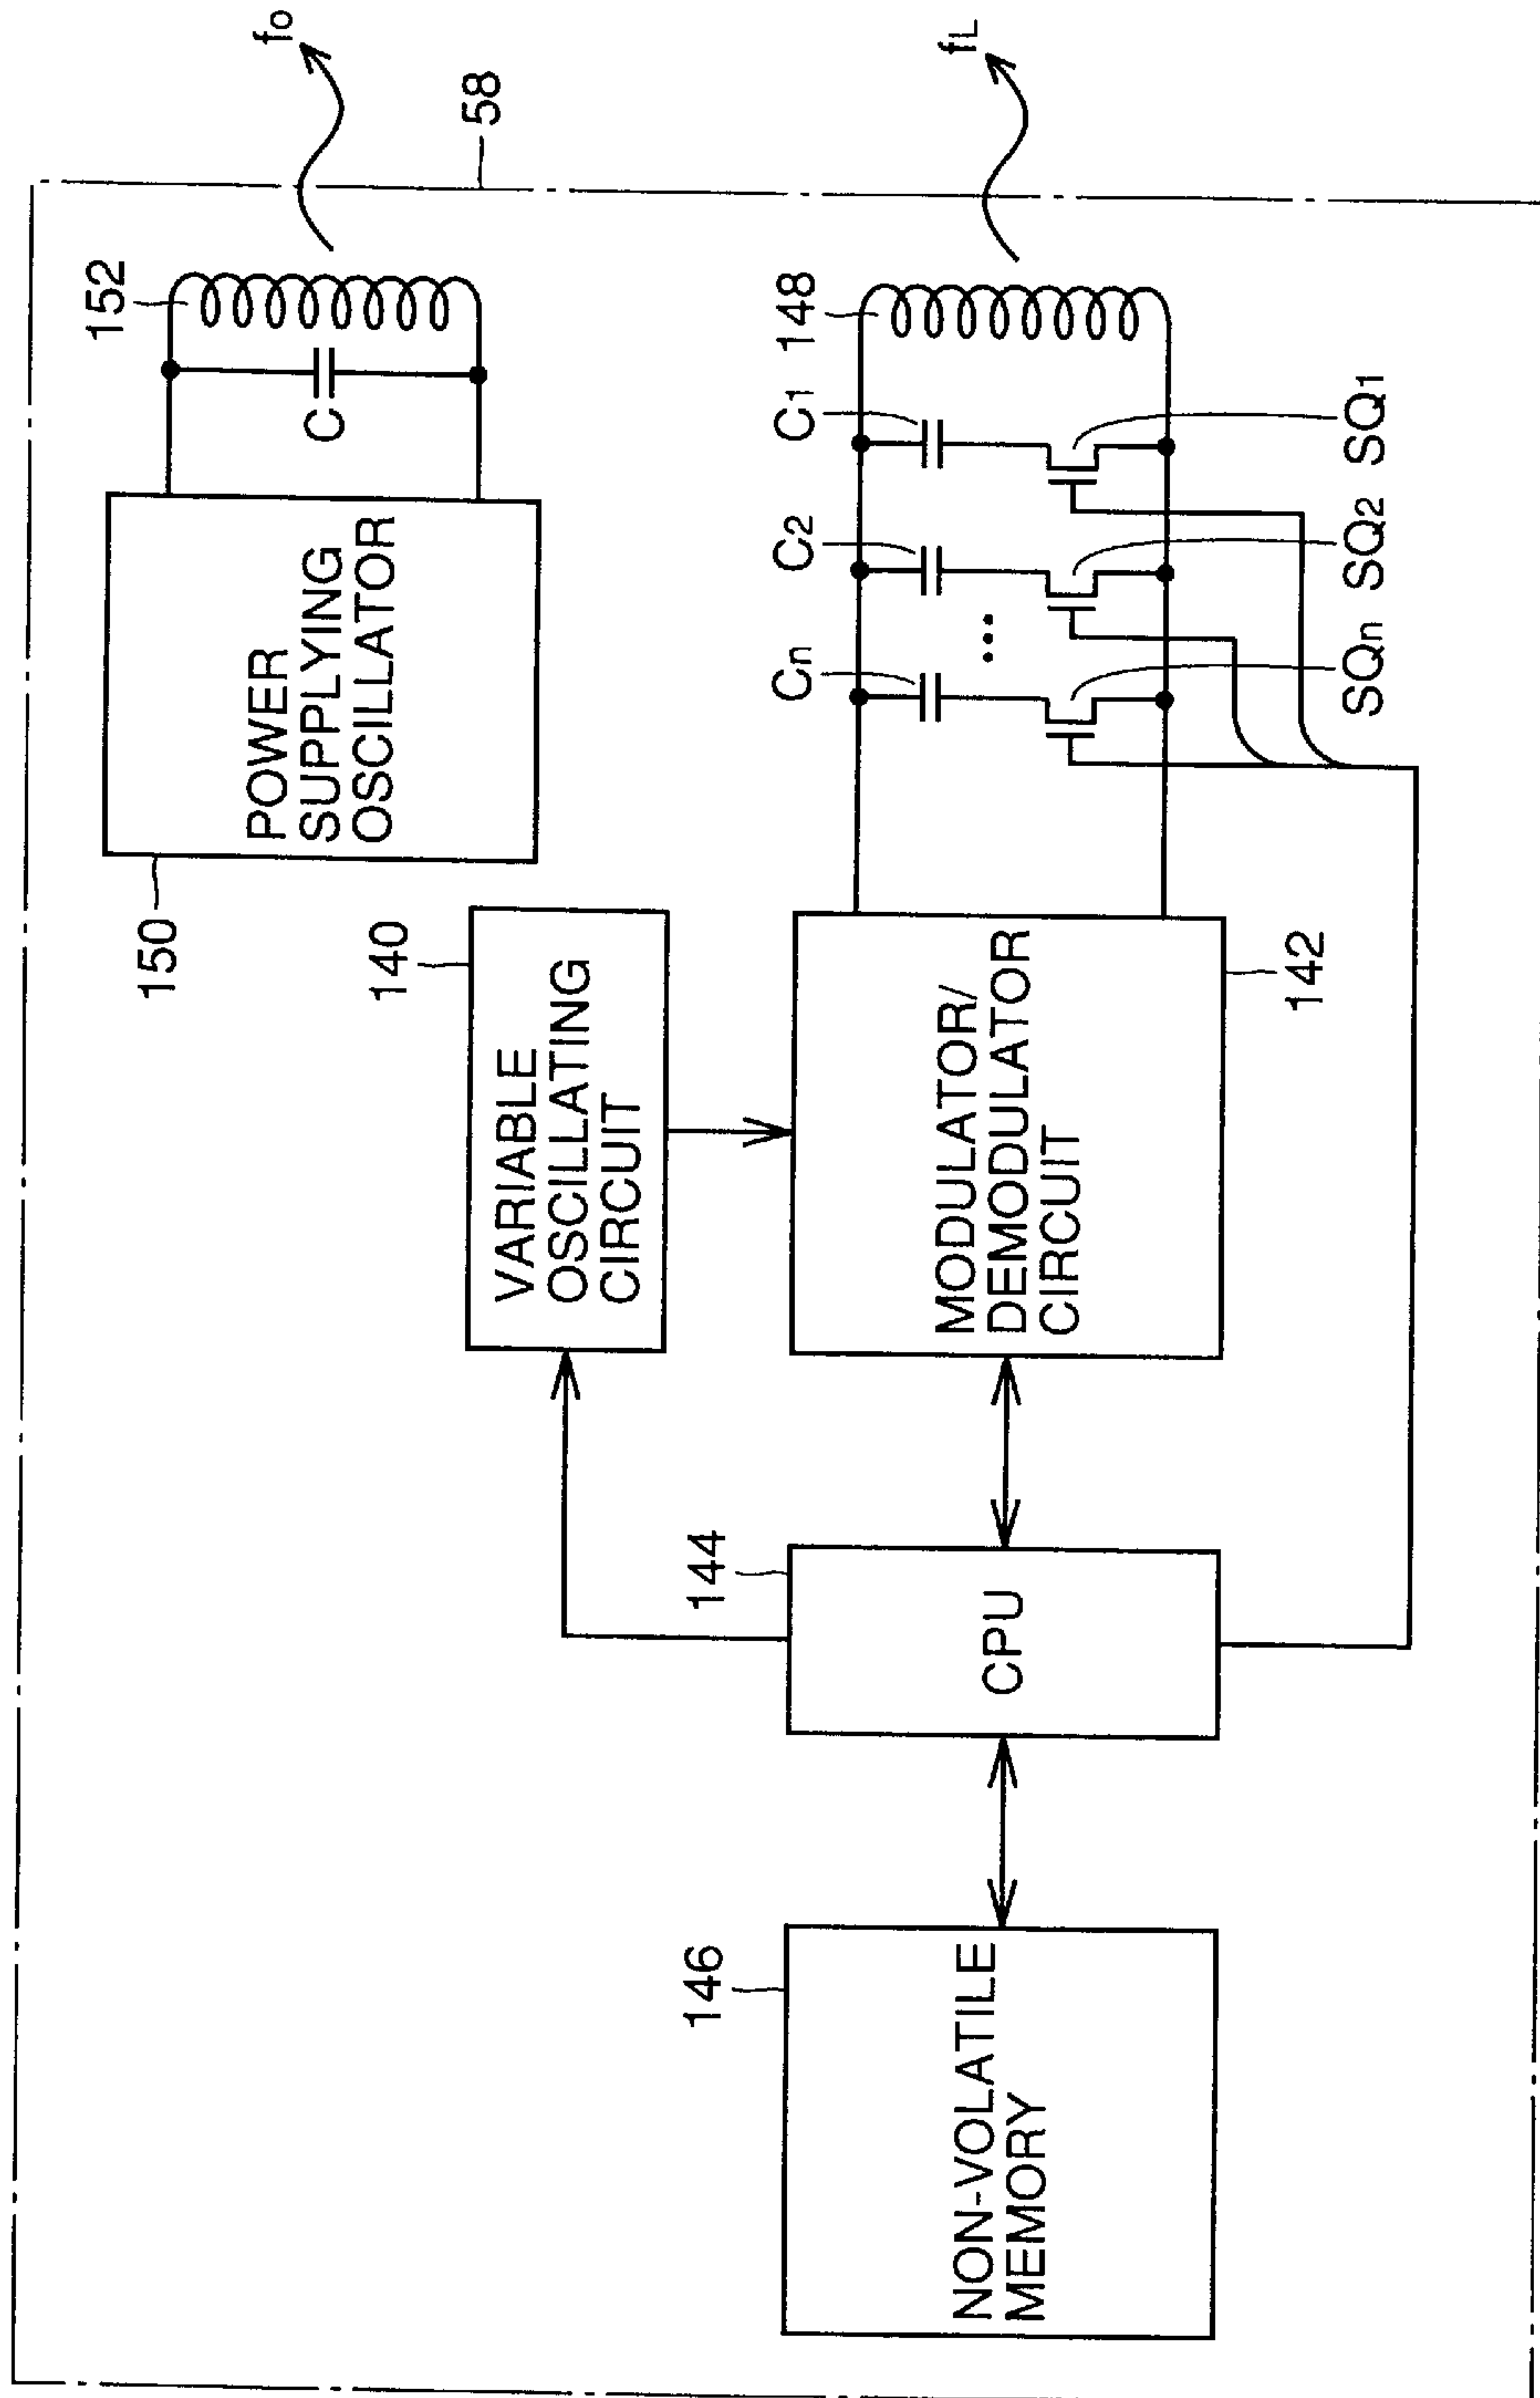 150
POWER
SUPPLYING
OSCILLATOR
C
152
fO
58
140
VARIABLE
OSCILLATING
CIRCUIT
146
NON-VOLATILE
MEMORY
144
CPU
MODULATOR/
DEMODULATOR
CIRCUIT
142
Cn
C2
C1
148
...
SQn
SQ2
SQ1
fL